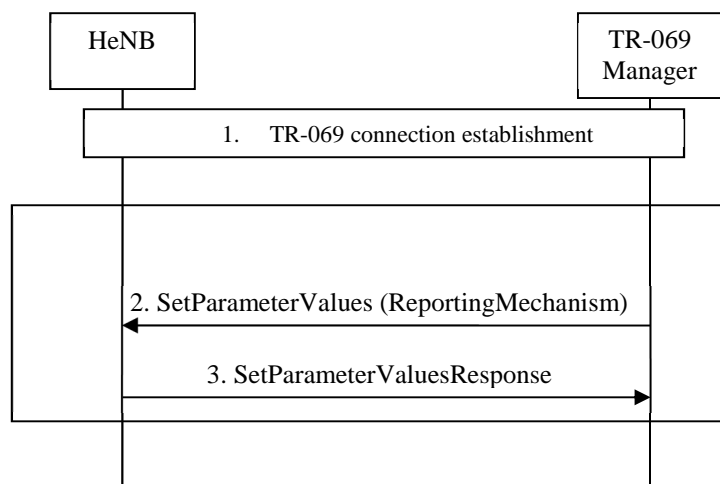 HeNB
TR-069
Manager
1. TR-069 connection establishment
2. SetParameterValues (ReportingMechanism)
3. SetParameterValuesResponse